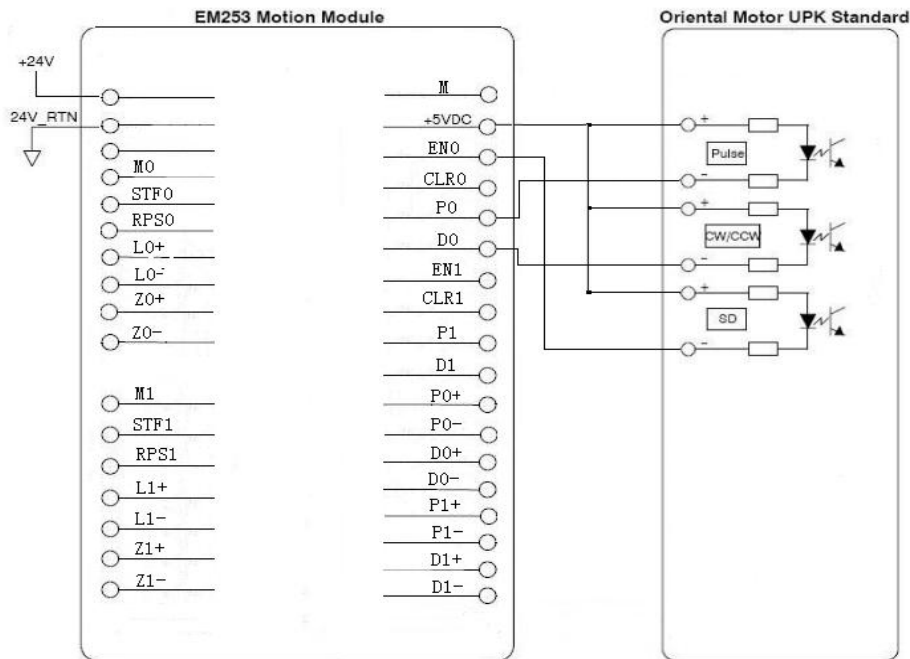 EM253 Motion Module
Oriental Motor UPK Standard
+24V
24V_RTN
M0
STF0
RPS0
L0+
L0-
Z0+
Z0-
M1
STF1
RPS1
L1+
L1-
Z1+
Z1-
M
+5VDC
EN0
CLR0
P0
D0
EN1
CLR1
P1
D1
P0+
P0-
D0+
D0-
P1+
P1-
D1+
D1-
+
Pulse
-
+
CW/CCW
-
+
SD
-